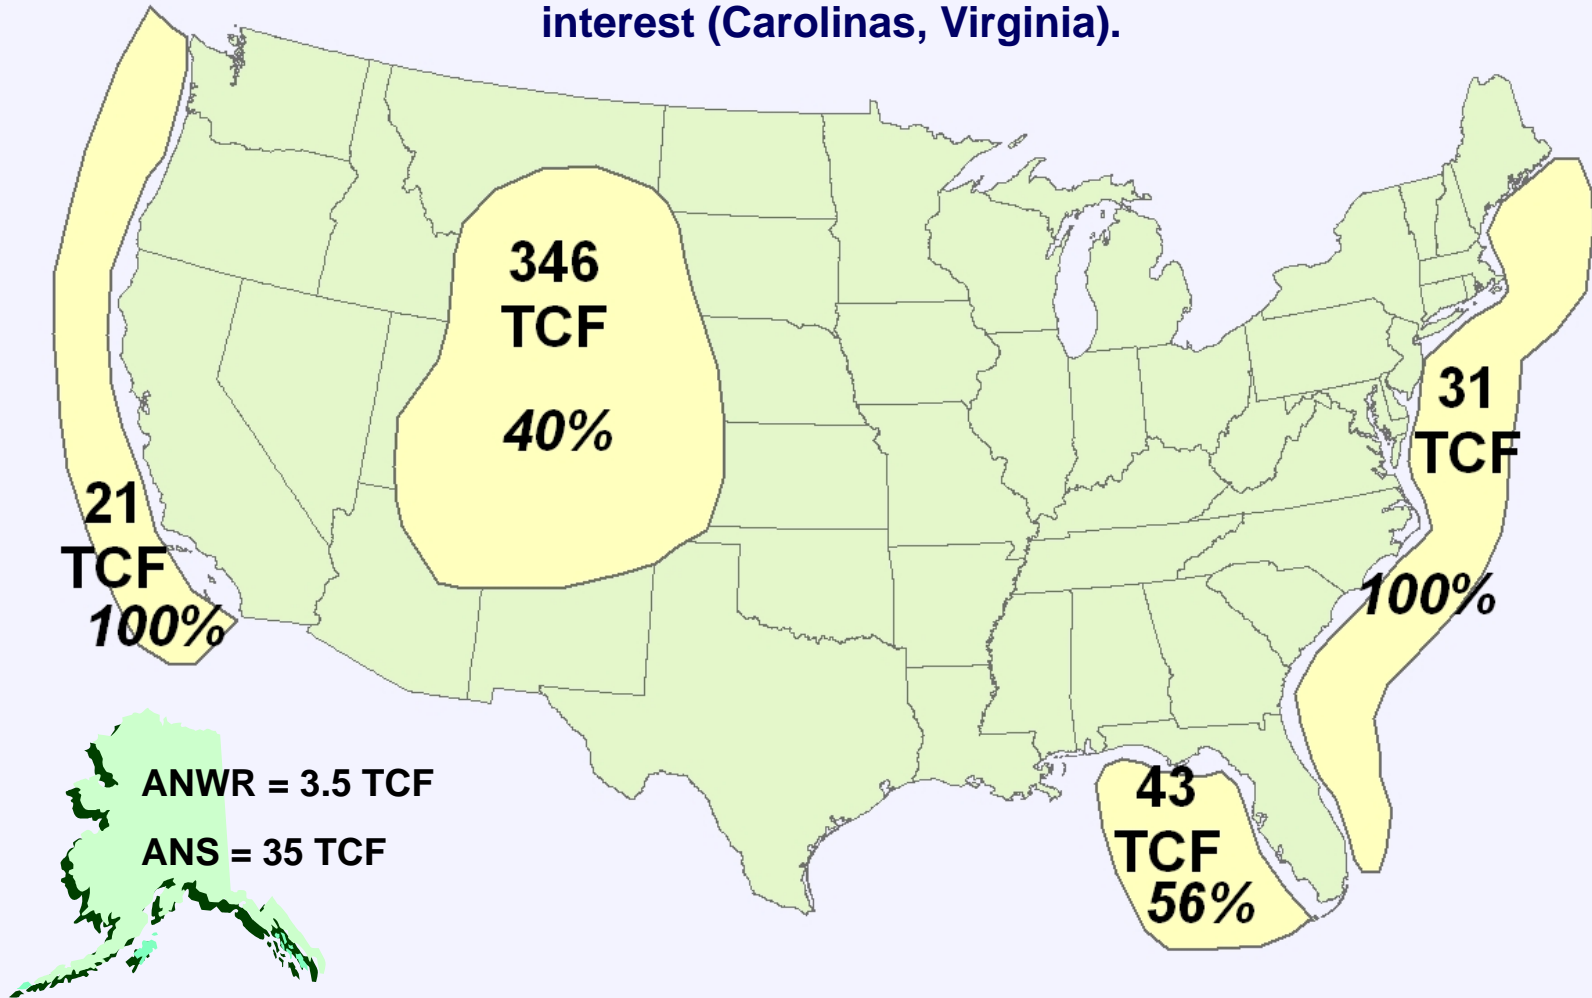 interest (Carolinas, Virginia).
346
TCF
40%
31
TCF
100%
21
TCF
100%
43
TCF
56%
ANWR = 3.5 TCF
ANS = 35 TCF